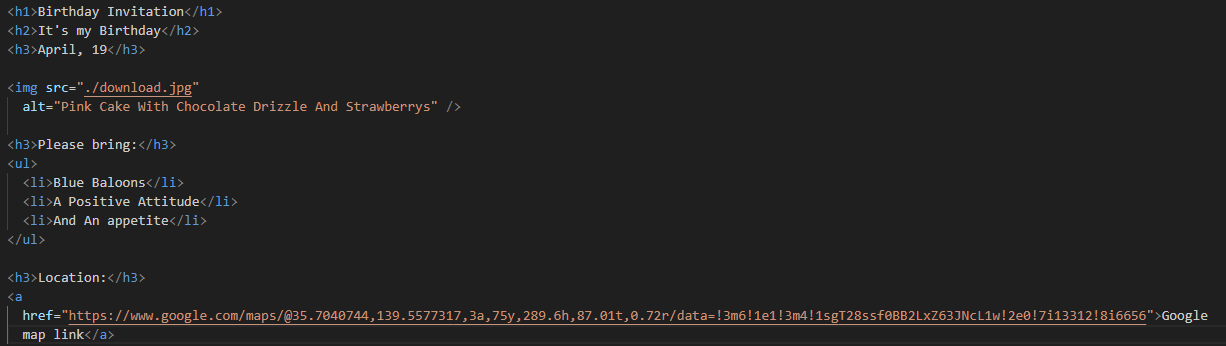 <h1>Birthday Invitation</h1>
<h2>It's my Birthday</h2>
<h3>April, 19</h3>
<img src="./download.jpg"
alt="Pink Cake With Chocolate Drizzle And Strawberrys" />
<h3>Please bring:</h3>
<ul>
<li>Blue Baloons</li>
<li>A Positive Attitude</li>
<li>And An appetite</li>
</ul>
<h3>Location:</h3>
<a
href="https://www.google.com/maps/@35.7040744,139.5577317,3a,75y,289.6h,87.01t,0.72r/data=!3m6!1e1!3m4!1sgT28ssf0BB2LxZ63JNcL1w!2e0!7i13312!8i6656">Google
map link</a>